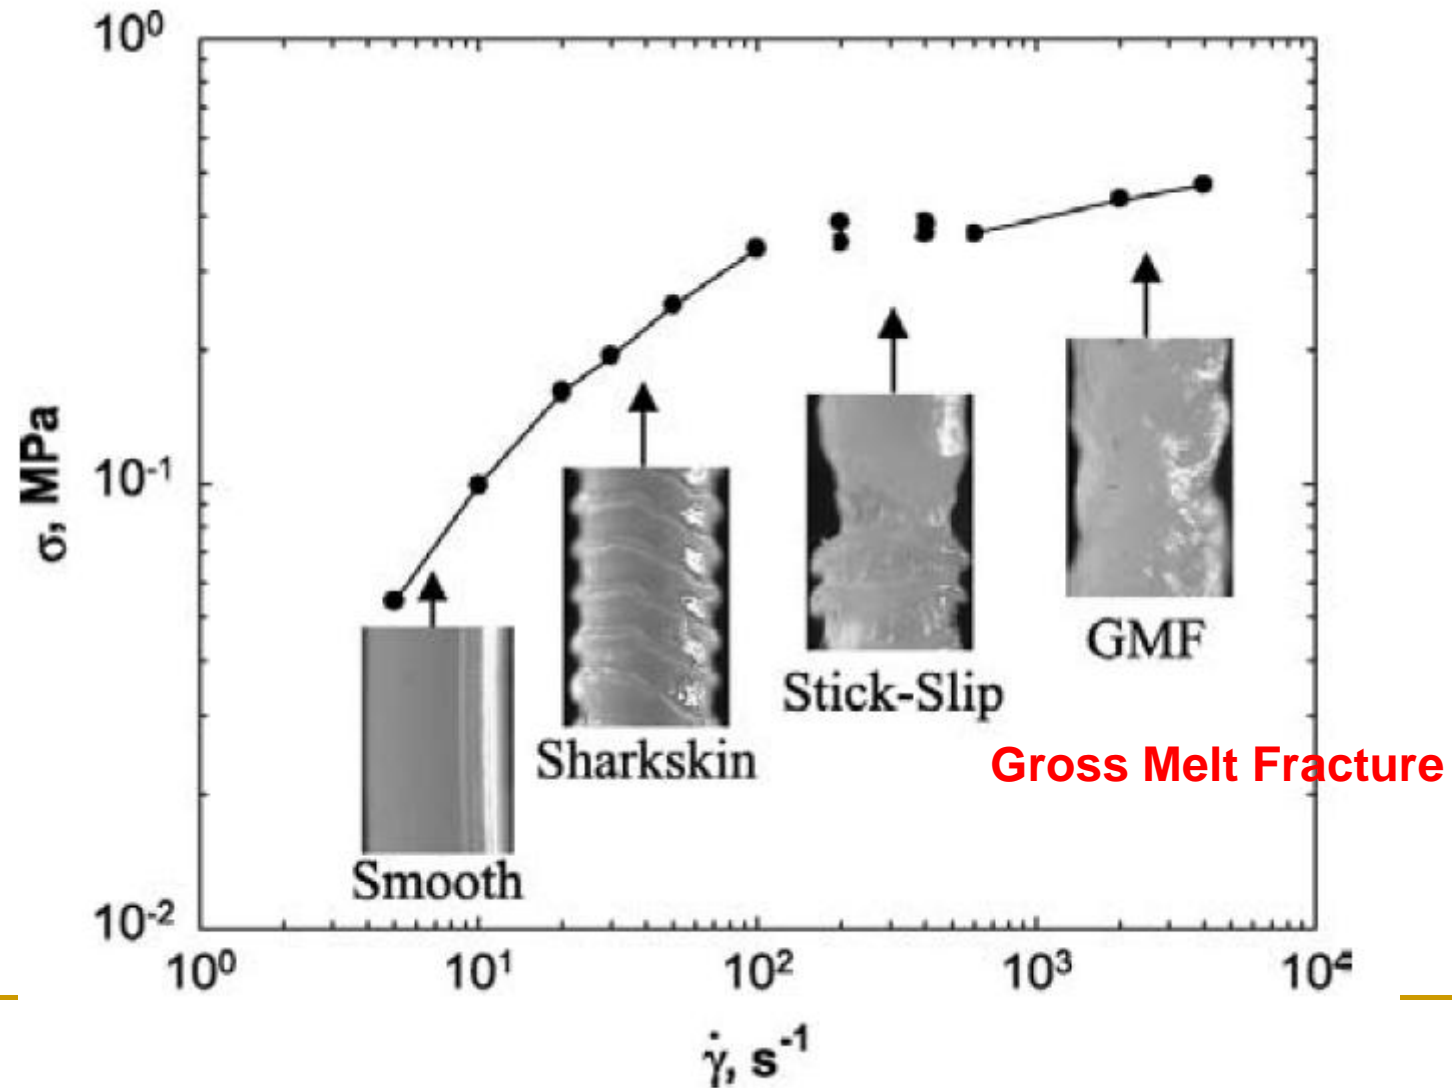 10⁰
σ, MPa
10⁻¹
10⁻²
GMF
Stick-Slip
Sharkskin
Gross Melt Fracture
Smooth
10⁰ 10¹ 10² 10³ 10⁴
γ̇, s⁻¹